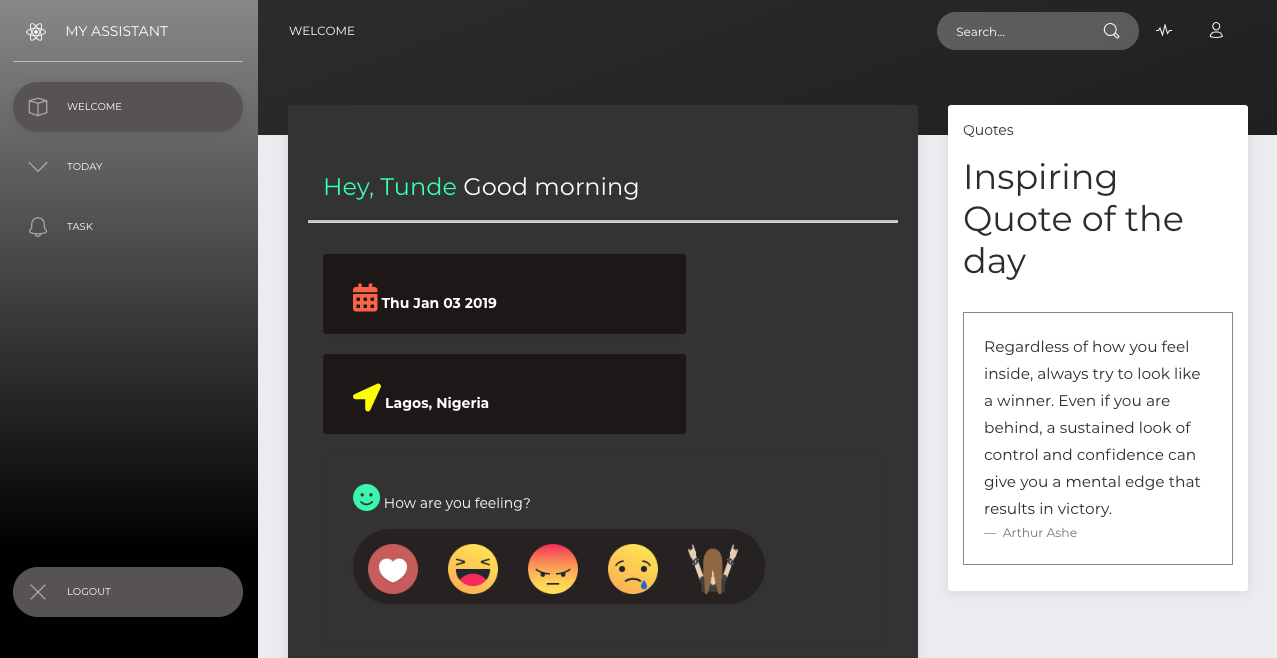 MY ASSISTANT
WELCOME
TODAY
TASK
LOGOUT
WELCOME
Search...
Hey, Tunde Good morning
Thu Jan 03 2019
Lagos, Nigeria
How are you feeling?
Quotes
Inspiring
Quote of the
day
Regardless of how you feel
inside, always try to look like
a winner. Even if you are
behind, a sustained look of
control and confidence can
give you a mental edge that
results in victory.
— Arthur Ashe